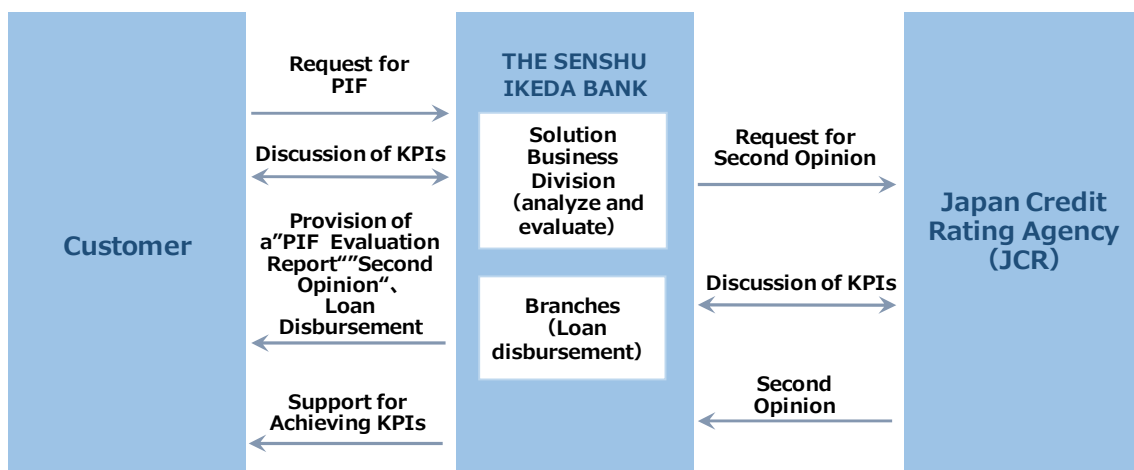 Customer
Request for
PIF
Discussion of KPIs
Provision of
a”PIF Evaluation
Report“”Second
Opinion“、
Loan
Disbursement
Support for
Achieving KPIs
THE SENSHU
IKEDA BANK
Solution
Business
Division
（analyze and
evaluate）
Branches
（Loan
disbursement）
Request for
Second Opinion
Discussion of KPIs
Second
Opinion
Japan Credit
Rating Agency
（JCR）